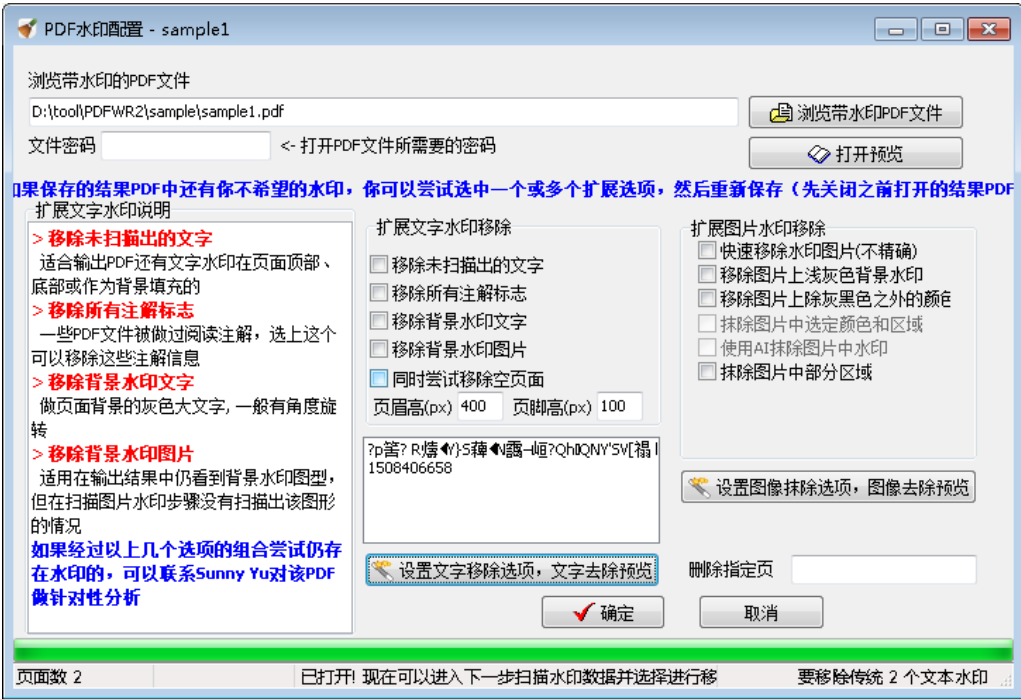 PDF水印配置 - sample1
浏览带水印的PDF文件
D:\tool\PDFWR2\sample\sample1.pdf
浏览带水印PDF文件
文件密码
<- 打开PDF文件所需要的密码
打开预览
果保存的结果PDF中还有你不希望的水印，你可以尝试选中一个或多个扩展选项，然后重新保存（先关闭之前打开的结果PDF
扩展文字水印说明
> 移除未扫描出的文字
适合输出PDF还有文字水印在页面顶部、
底部或作为背景填充的
> 移除所有注解标志
一些PDF文件被做过阅读注解，选上这个
可以移除这些注解信息
> 移除背景水印文字
做页面背景的灰色大文字, 一般有角度旋
转
> 移除背景水印图片
适用在输出结果中仍看到背景水印图型，
但在扫描图片水印步骤没有扫描出该图形
的情况
如果经过以上几个选项的组合尝试仍存
在水印的，可以联系Sunny Yu对该PDF
做针对性分析
扩展文字水印移除
移除未扫描出的文字
移除所有注解标志
移除背景水印文字
移除背景水印图片
同时尝试移除空页面
页眉高(px) 400 页脚高(px) 100
1508406658
设置文字移除选项，文字去除预览
扩展图片水印移除
快速移除水印图片(不精确)
移除图片上浅灰色背景水印
移除图片上除灰黑色之外的颜色
抹除图片中选定颜色和区域
使用AI抹除图片中水印
抹除图片中部分区域
设置图像抹除选项，图像去除预览
删除指定页
确定
取消
页面数 2
已打开! 现在可以进入下一步扫描水印数据并选择进行移
要移除传统 2 个文本水印